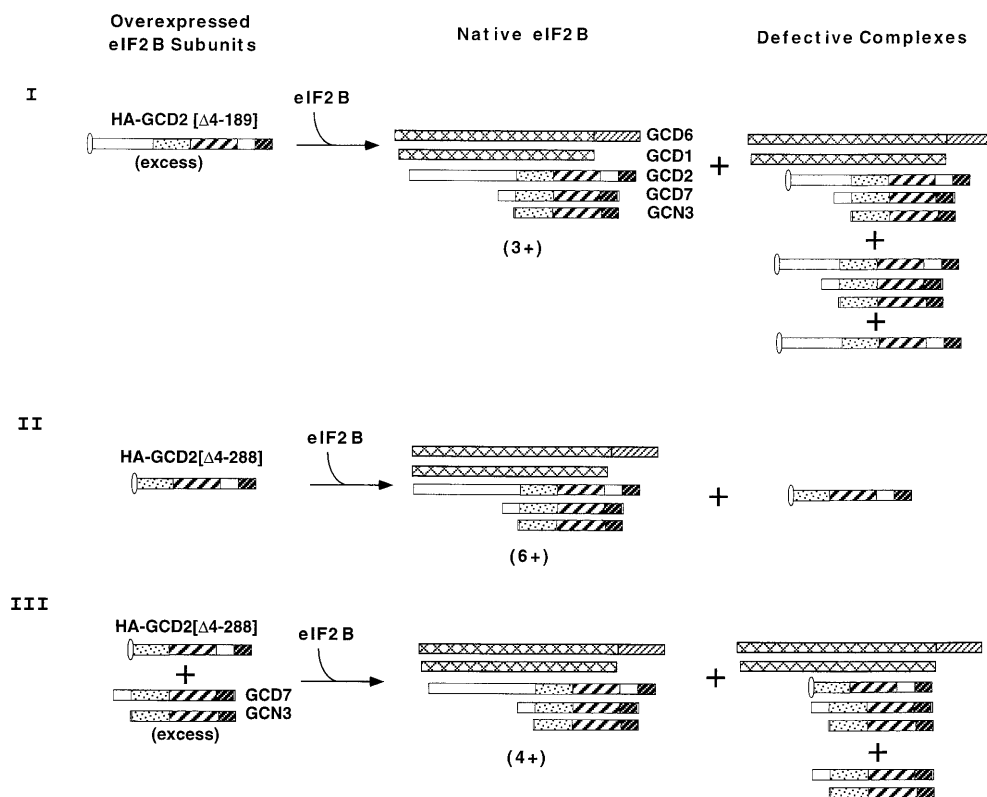 Overexpressed
eIF2B Subunits
Native eIF2B
Defective Complexes
I
HA-GCD2 [Δ4-189]
(excess)
eIF2B
GCD6
GCD1
GCD2
GCD7
GCN3
(3+)
+
+
+
II
HA-GCD2[Δ4-288]
eIF2B
(6+)
+
III
HA-GCD2[Δ4-288]
+
GCD7
GCN3
(excess)
eIF2B
(4+)
+
+